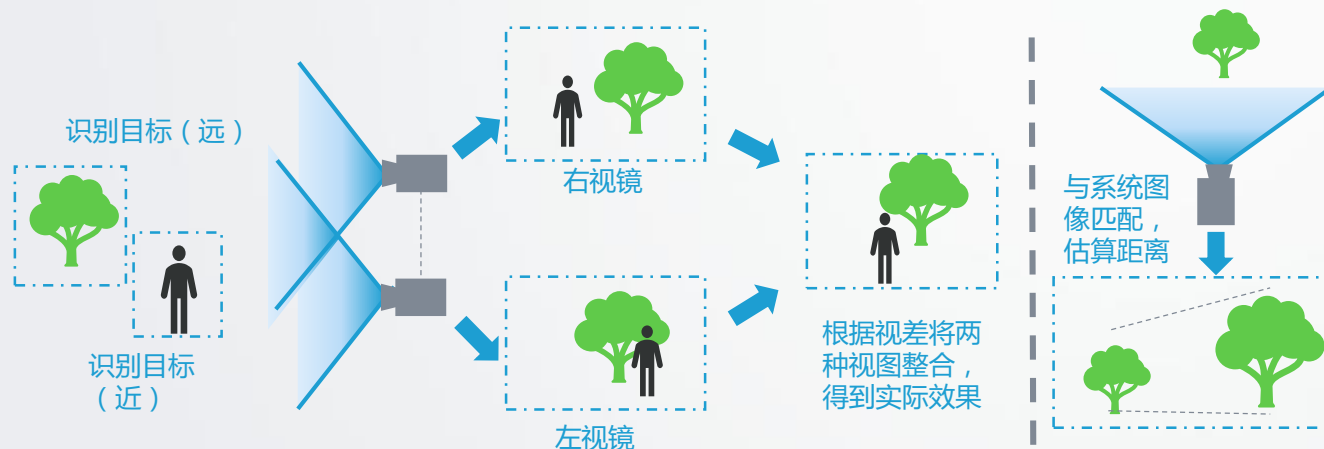 识别目标（远）
识别目标
（近）
右视镜
左视镜
根据视差将两
种视图整合，
得到实际效果
与系统图
像匹配，
估算距离